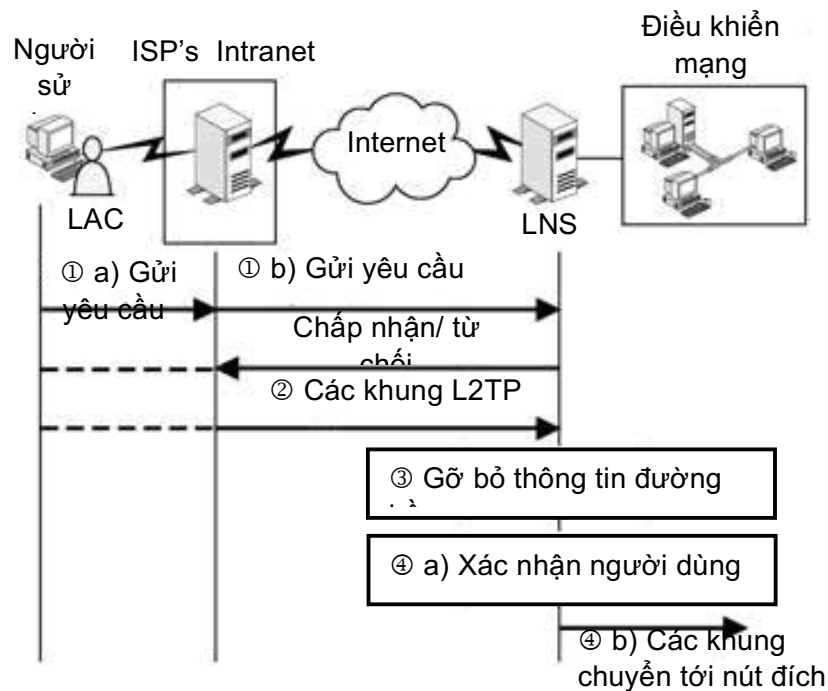 Người
sử
ISP's Intranet
Điều khiển
mạng
Internet
LAC
LNS
① a) Gửi
yêu cầu
① b) Gửi yêu cầu
Chấp nhận/ từ
chối
② Các khung L2TP
③ Gỡ bỏ thông tin đường
④ a) Xác nhận người dùng
④ b) Các khung
chuyển tới nút đích